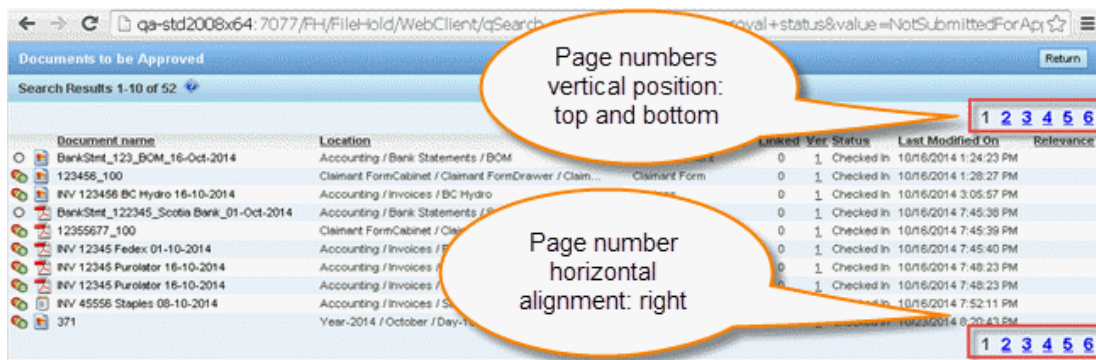 qa-std2008x64:7077/FH/FileHold/WebClient/qSearch oval+status&value=NotSubmittedForAp
Documents to be Approved
Return
Search Results 1-10 of 52
Page numbers
vertical position:
top and bottom
1 2 3 4 5 6
Document name Location Linked Ver Status Last Modified On Relevance
BankStmt_123_BOM_16-Oct-2014 Accounting / Bank Statements / BOM 0 1 Checked In 10/16/2014 1:24:23 PM
123456_100 Claimant FormCabinet / Claimant FormDrawer / Claim... Claimant Form 0 1 Checked In 10/16/2014 1:28:27 PM
INV 123456 BC Hydro 16-10-2014 Accounting / Invoices / BC Hydro 0 1 Checked In 10/16/2014 3:05:57 PM
BankStmt_122345_Scotia Bank_01-Oct-2014 Accounting / Bank Statements / 0 1 Checked In 10/16/2014 7:45:38 PM
12355677_100 Claimant FormCabinet / 0 1 Checked In 10/16/2014 7:45:39 PM
INV 12345 Fedex 01-10-2014 Accounting / Invoices / 0 1 Checked In 10/16/2014 7:45:40 PM
INV 12345 Purolator 16-10-2014 Accounting / Invoices / 0 1 Checked In 10/16/2014 7:48:23 PM
INV 12345 Purolator 16-10-2014 Accounting / Invoices / 1 Checked In 10/16/2014 7:48:23 PM
INV 45556 Staples 08-10-2014 Accounting / Invoices / Checked In 10/16/2014 7:52:11 PM
371 Year-2014 / October / 10/23/2014 8:20:43 PM
Page number
horizontal
alignment: right
1 2 3 4 5 6